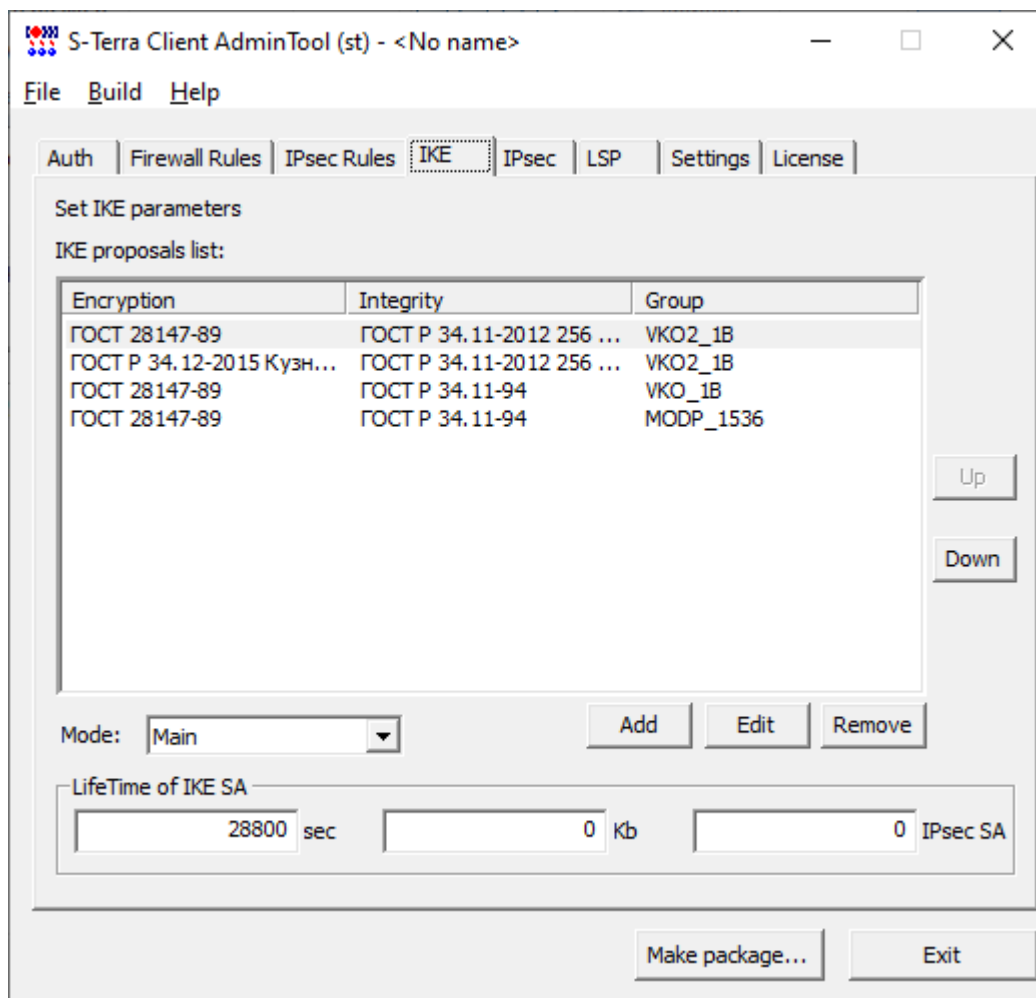 S-Terra Client AdminTool (st) - <No name>
File Build Help
Auth Firewall Rules IPsec Rules IKE IPsec LSP Settings License
Set IKE parameters
IKE proposals list:
Encryption Integrity Group
ГОСТ 28147-89 ГОСТ Р 34.11-2012 256 ... VKO2_1B
ГОСТ Р 34.12-2015 Кузн... ГОСТ Р 34.11-2012 256 ... VKO2_1B
ГОСТ 28147-89 ГОСТ Р 34.11-94 VKO_1B
ГОСТ 28147-89 ГОСТ Р 34.11-94 MODP_1536
Up
Down
Mode: Main Add Edit Remove
LifeTime of IKE SA
28800 sec 0 Kb 0 IPsec SA
Make package... Exit